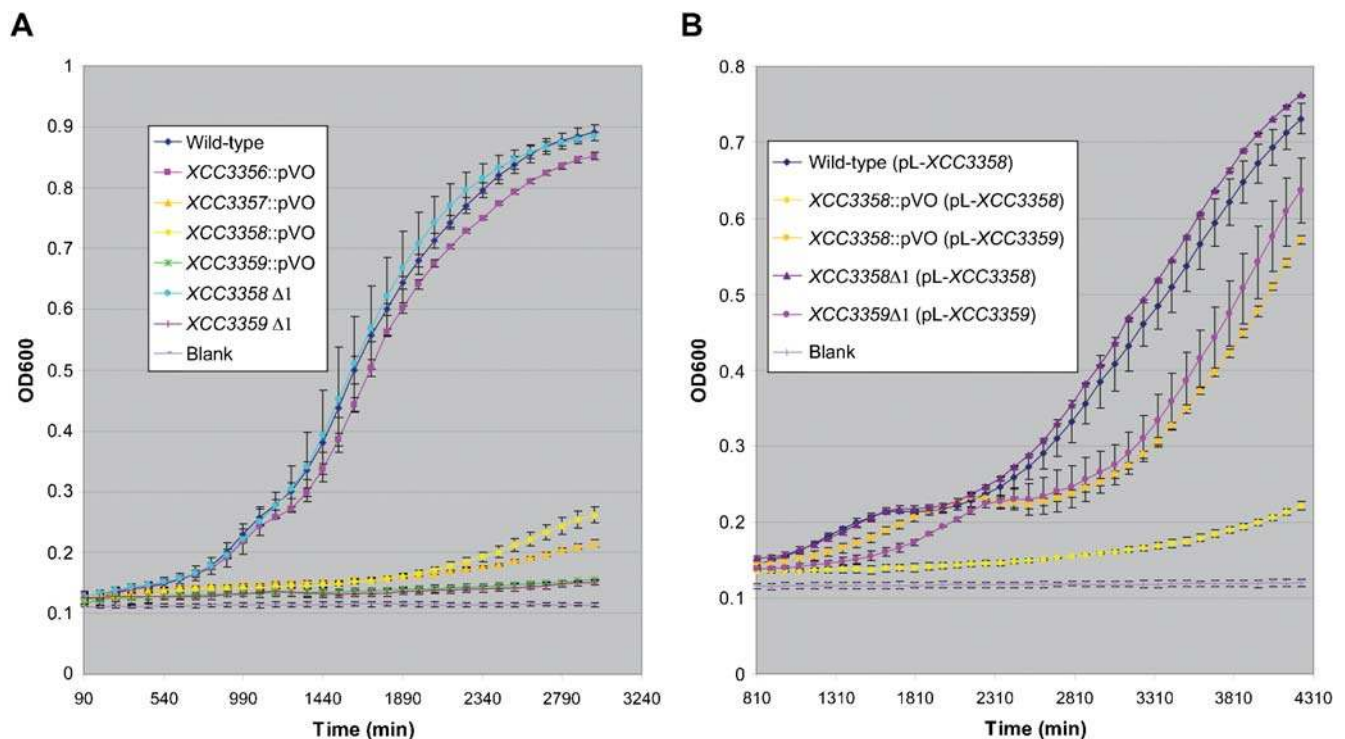 A
1
0.9
0.8
0.7
0.6
0.5
0.4
0.3
0.2
0.1
0
OD600
Wild-type
XCC3356::pVO
XCC3357::pVO
XCC3358::pVO
XCC3359::pVO
XCC3358 Δ1
XCC3359 Δ1
Blank
90 540 990 1440 1890 2340 2790 3240
Time (min)
B
0.8
0.7
0.6
0.5
0.4
0.3
0.2
0.1
0
OD600
Wild-type (pL-XCC3358)
XCC3358::pVO (pL-XCC3358)
XCC3358::pVO (pL-XCC3359)
XCC3358Δ1 (pL-XCC3358)
XCC3359Δ1 (pL-XCC3359)
Blank
810 1310 1810 2310 2810 3310 3810 4310
Time (min)